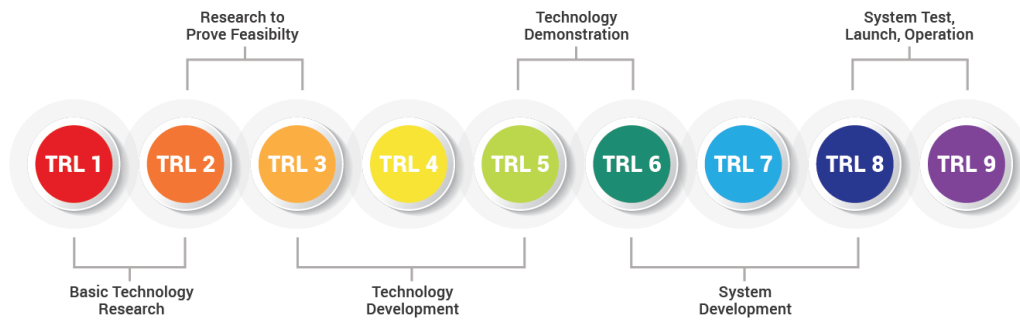 Research to
Prove Feasibilty
Technology
Demonstration
System Test,
Launch, Operation
TRL 1
TRL 2
TRL 3
TRL 4
TRL 5
TRL 6
TRL 7
TRL 8
TRL 9
Basic Technology
Research
Technology
Development
System
Development